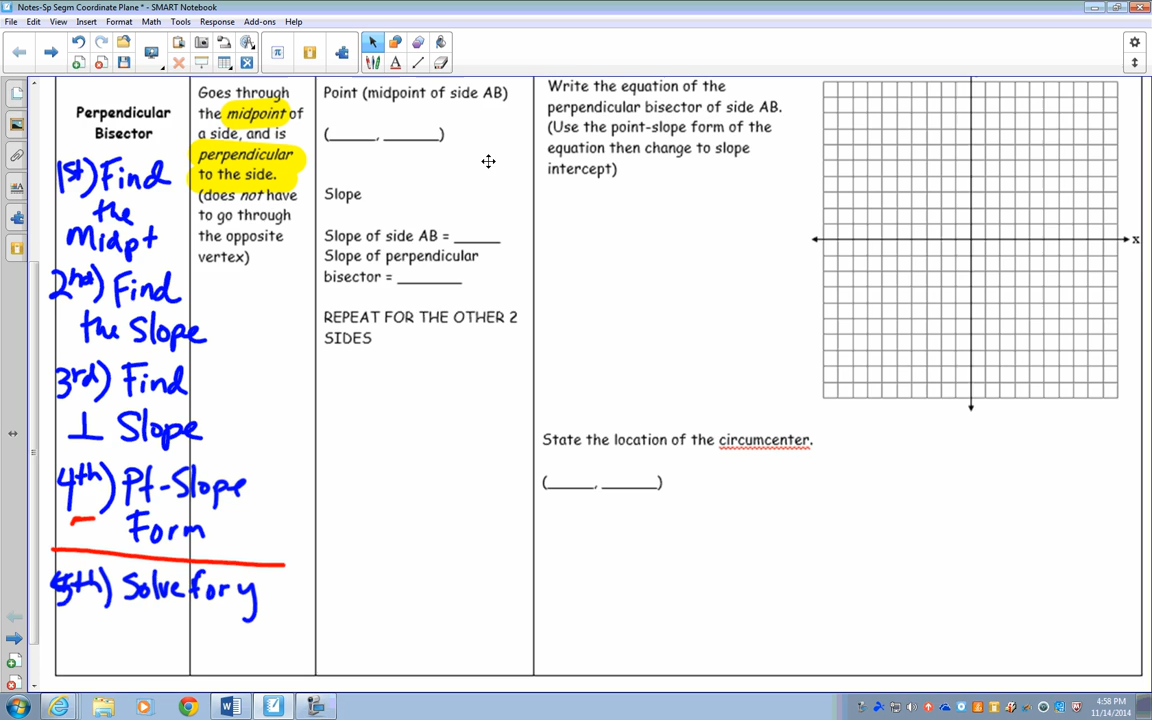 Notes-Sp Segm Coordinate Plane * - SMART Notebook
File Edit View Insert Format Math Tools Response Add-ons Help
Perpendicular
Bisector
1st) Find
the
Midpt
2nd) Find
the Slope
3rd) Find
⊥ Slope
4th) Pt-Slope
Form
5th) Solve for y
Goes through
the midpoint of
a side, and is
perpendicular
to the side.
(does not have
to go through
the opposite
vertex)
Point (midpoint of side AB)
(_____, ______)
Slope
Slope of side AB = _____
Slope of perpendicular
bisector = _______
REPEAT FOR THE OTHER 2
SIDES
Write the equation of the
perpendicular bisector of side AB.
(Use the point-slope form of the
equation then change to slope
intercept)
x
State the location of the circumcenter.
(_____, ______)
4:58 PM
11/14/2014